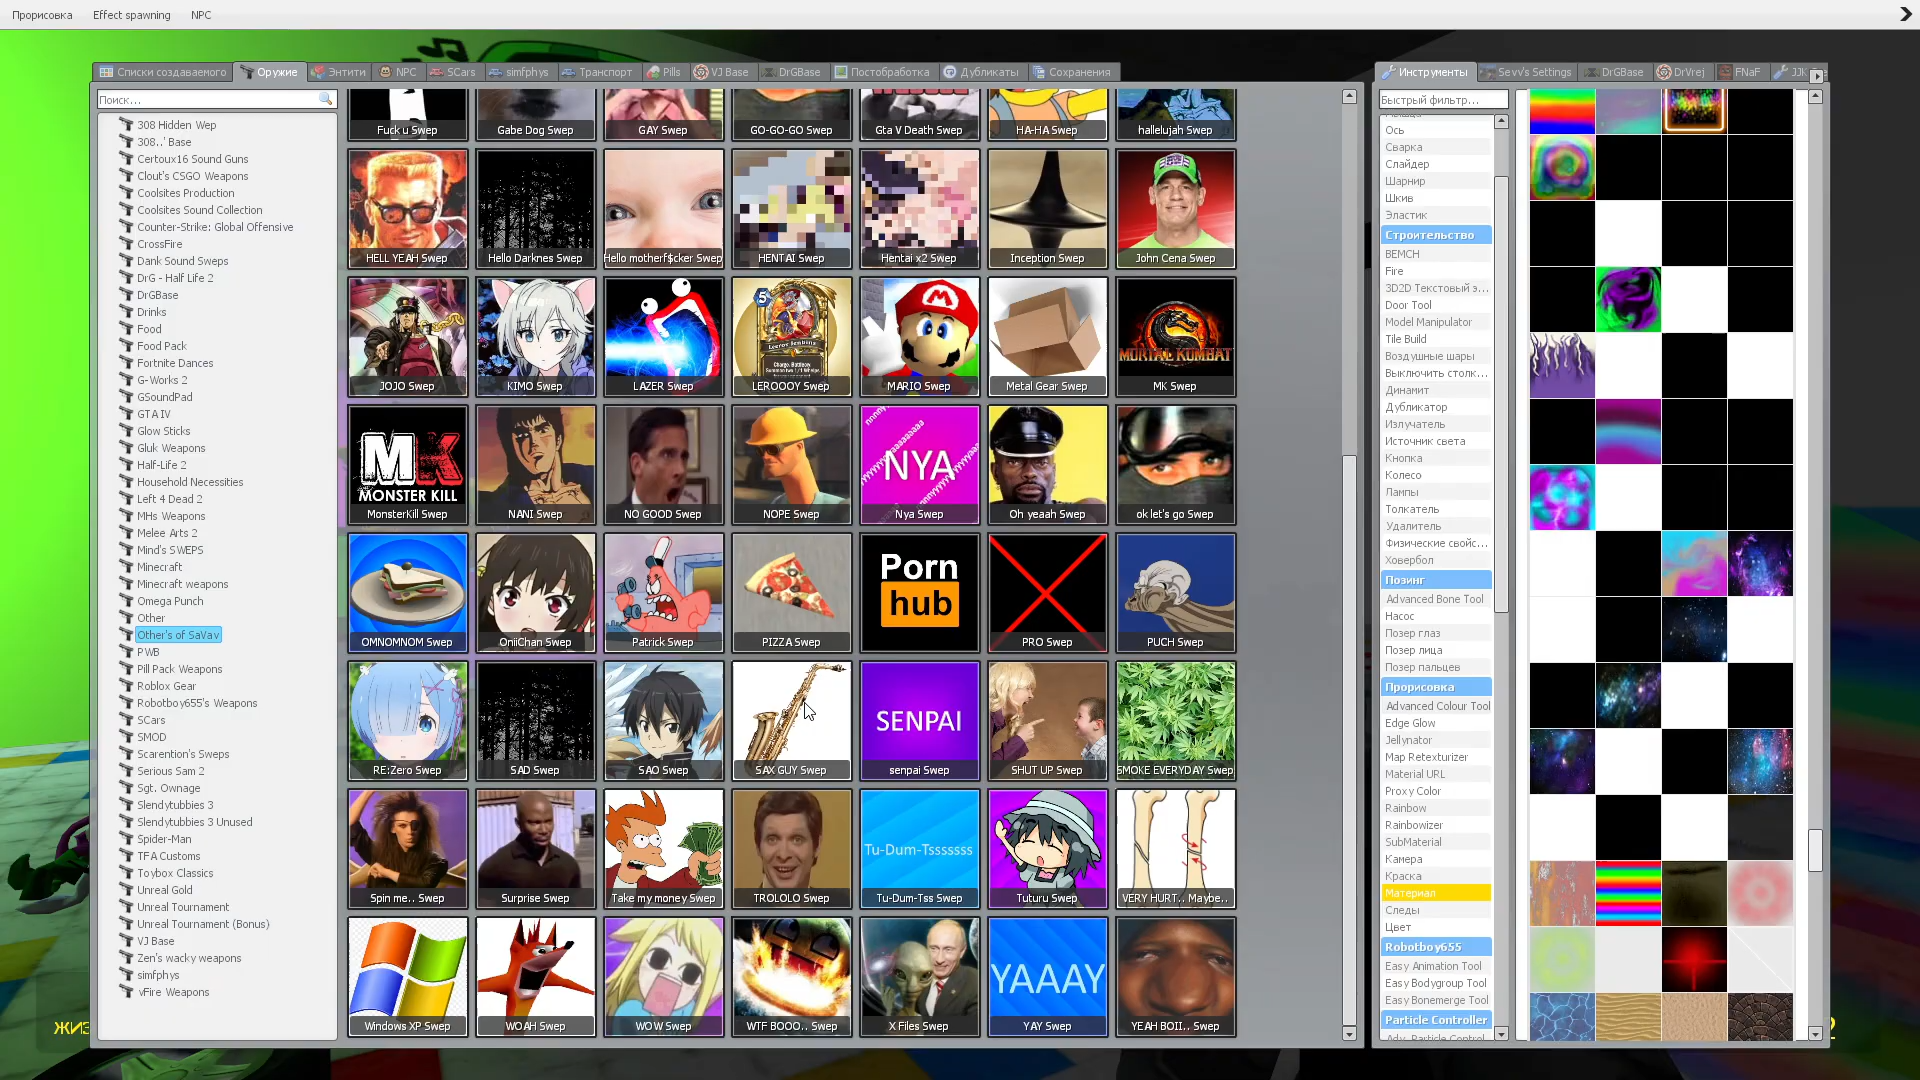 Прорисовка
Effect spawning
NPC
Списки создаваемого
Оружие
Энтити
NPC
SCars
simfphys
Транспорт
Pills
VJ Base
DrGBase
Постобработка
Дубликаты
Сохранения
Инструменты
Sevv's Settings
DrGBase
DrVrej
FNaF
Поиск...
308 Hidden Wep
308..' Base
Certoux16 Sound Guns
Clout's CSGO Weapons
Coolsites Production
Coolsites Sound Collection
Counter-Strike: Global Offensive
CrossFire
Dank Sound Sweps
DrG - Half Life 2
DrGBase
Drinks
Food
Food Pack
Fortnite Dances
G-Works 2
GSoundPad
GTA IV
Glow Sticks
Gluk Weapons
Half-Life 2
Household Necessities
Left 4 Dead 2
MHs Weapons
Melee Arts 2
Mind's SWEPS
Minecraft
Minecraft weapons
Omega Punch
Other
Other's of SaVav
PWB
Pill Pack Weapons
Roblox Gear
Robotboy655's Weapons
SCars
SMOD
Scarention's Sweps
Serious Sam 2
Sgt. Ownage
Slendytubbies 3
Slendytubbies 3 Unused
Spider-Man
TFA Customs
Toybox Classics
Unreal Gold
Unreal Tournament
Unreal Tournament (Bonus)
VJ Base
Zen's wacky weapons
simfphys
vFire Weapons
Fuck u Swep
Gabe Dog Swep
GAY Swep
GO-GO-GO Swep
Gta V Death Swep
HA-HA Swep
hallelujah Swep
HELL YEAH Swep
Hello Darknes Swep
Hello motherf$cker Swep
HENTAI Swep
Hentai x2 Swep
Inception Swep
John Cena Swep
JOJO Swep
KIMO Swep
LAZER Swep
5
Leeroy Jenkins
LEROOOY Swep
M
MARIO Swep
Metal Gear Swep
MORTAL KOMBAT
MK Swep
MK
MONSTER KILL
MonsterKill Swep
NANI Swep
NO GOOD Swep
NOPE Swep
NYA
Nya Swep
Oh yeaah Swep
ok let's go Swep
OMNOMNOM Swep
OniiChan Swep
Patrick Swep
PIZZA Swep
Porn
hub
PRO Swep
PUCH Swep
RE:Zero Swep
SAD Swep
SAO Swep
SAX GUY Swep
SENPAI
senpai Swep
SHUT UP Swep
SMOKE EVERYDAY Swep
Spin me.. Swep
Surprise Swep
Take my money Swep
TROLOLO Swep
Tu-Dum-Tsssssss
Tu-Dum-Tss Swep
Tuturu Swep
VERY HURT.. Maybe..
Windows XP Swep
WOAH Swep
WOW Swep
WTF BOOO.. Swep
X Files Swep
YAAAY
YAY Swep
YEAH BOII.. Swep
Быстрый фильтр...
Ось
Сварка
Слайдер
Шарнир
Шкив
Эластик
Строительство
BEMCH
Fire
3D2D Текстовый э...
Door Tool
Model Manipulator
Tile Build
Воздушные шары
Выключить столк...
Динамит
Дубликатор
Излучатель
Источник света
Кнопка
Колесо
Лампы
Толкатель
Удалитель
Физические свойс...
Ховербол
Позинг
Advanced Bone Tool
Насос
Позер глаз
Позер лица
Позер пальцев
Прорисовка
Advanced Colour Tool
Edge Glow
Jellynator
Map Retexturizer
Material URL
Proxy Color
Rainbow
Rainbowizer
SubMaterial
Камера
Краска
Материал
Следы
Цвет
Robotboy655
Easy Animation Tool
Easy Bodygroup Tool
Easy Bonemerge Tool
Particle Controller
Adv. Particle Control
ЖИЗ